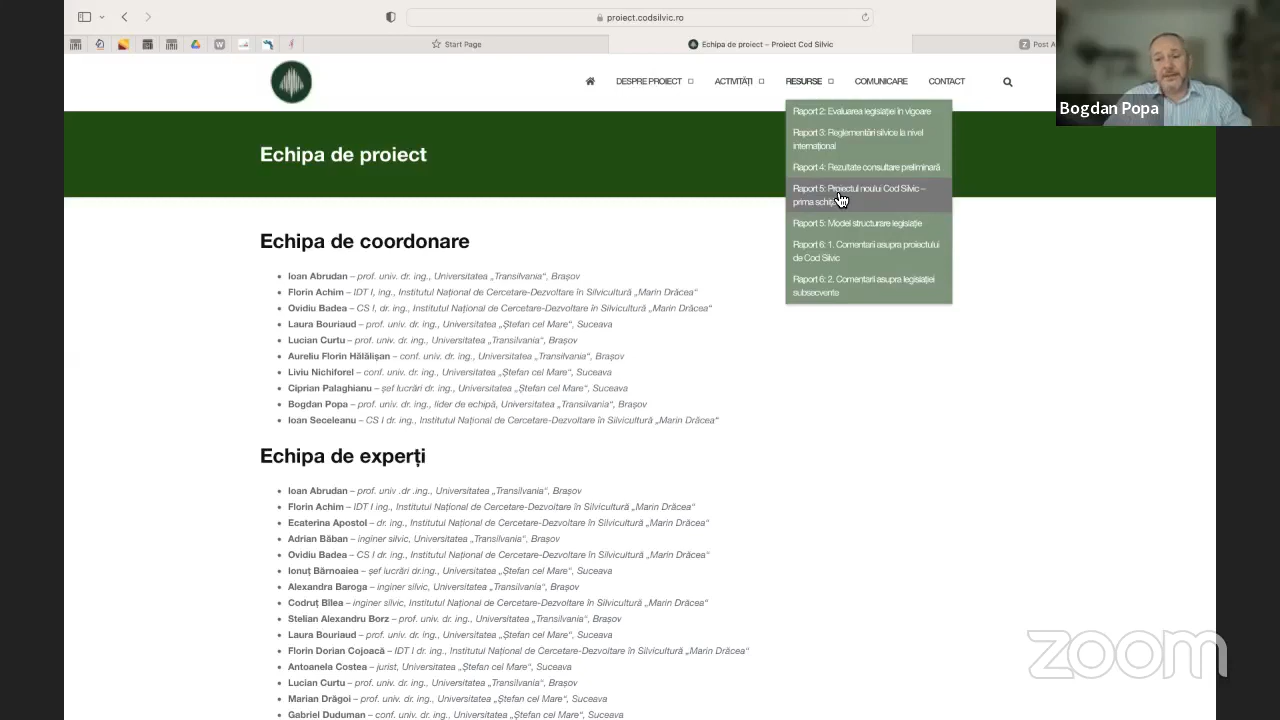 proiect.codsilvic.ro
Start Page
Echipa de proiect – Proiect Cod Silvic
Post A
DESPRE PROIECT
ACTIVITĂȚI
RESURSE
COMUNICARE
CONTACT
Bogdan Popa
Raport 2: Evaluarea legislației în vigoare
Raport 3: Reglementări silvice la nivel
internațional
Raport 4: Rezultate consultare preliminară
Raport 5: Proiectul noului Cod Silvic –
prima schiță
Raport 5: Model structurare legislație
Raport 6: 1. Comentarii asupra proiectului
de Cod Silvic
Raport 6: 2. Comentarii asupra legislației
subsecvente
Echipa de proiect
Echipa de coordonare
Ioan Abrudan – prof. univ. dr. ing., Universitatea „Transilvania“, Brașov
Florin Achim – IDT I, ing., Institutul Național de Cercetare-Dezvoltare în Silvicultură „Marin Drăcea“
Ovidiu Badea – CS I, dr. ing., Institutul Național de Cercetare-Dezvoltare în Silvicultură „Marin Drăcea“
Laura Bouriaud – prof. univ. dr. ing., Universitatea „Ștefan cel Mare“, Suceava
Lucian Curtu – prof. univ. dr. ing., Universitatea „Transilvania“, Brașov
Aureliu Florin Hălălișan – conf. univ. dr. ing., Universitatea „Transilvania“, Brașov
Liviu Nichiforel – conf. univ. dr. ing., Universitatea „Ștefan cel Mare“, Suceava
Ciprian Palaghianu – șef lucrări dr. ing., Universitatea „Ștefan cel Mare“, Suceava
Bogdan Popa – prof. univ. dr. ing., lider de echipă, Universitatea „Transilvania“, Brașov
Ioan Seceleanu – CS I dr. ing., Institutul Național de Cercetare-Dezvoltare în Silvicultură „Marin Drăcea“
Echipa de experți
Ioan Abrudan – prof. univ .dr .ing., Universitatea „Transilvania“, Brașov
Florin Achim – IDT I ing., Institutul Național de Cercetare-Dezvoltare în Silvicultură „Marin Drăcea“
Ecaterina Apostol – dr. ing., Institutul Național de Cercetare-Dezvoltare în Silvicultură „Marin Drăcea“
Adrian Băban – inginer silvic, Universitatea „Transilvania“, Brașov
Ovidiu Badea – CS I dr. ing., Institutul Național de Cercetare-Dezvoltare în Silvicultură „Marin Drăcea“
Ionuț Bărnoaiea – șef lucrări dr.ing., Universitatea „Ștefan cel Mare“, Suceava
Alexandra Baroga – inginer silvic, Universitatea „Transilvania“, Brașov
Codruț Bîlea – inginer silvic, Institutul Național de Cercetare-Dezvoltare în Silvicultură „Marin Drăcea“
Stelian Alexandru Borz – prof. univ. dr. ing., Universitatea „Transilvania“, Brașov
Laura Bouriaud – prof. univ. dr. ing., Universitatea „Ștefan cel Mare“, Suceava
Florin Dorian Cojoacă – IDT I dr. ing., Institutul Național de Cercetare-Dezvoltare în Silvicultură „Marin Drăcea“
Antoanela Costea – jurist, Universitatea „Ștefan cel Mare“, Suceava
Lucian Curtu – prof. univ. dr. ing., Universitatea „Transilvania“, Brașov
Marian Drăgoi – prof. univ. dr. ing., Universitatea „Ștefan cel Mare“, Suceava
Gabriel Duduman – conf. univ. dr. ing., Universitatea „Ștefan cel Mare“, Suceava
zoom